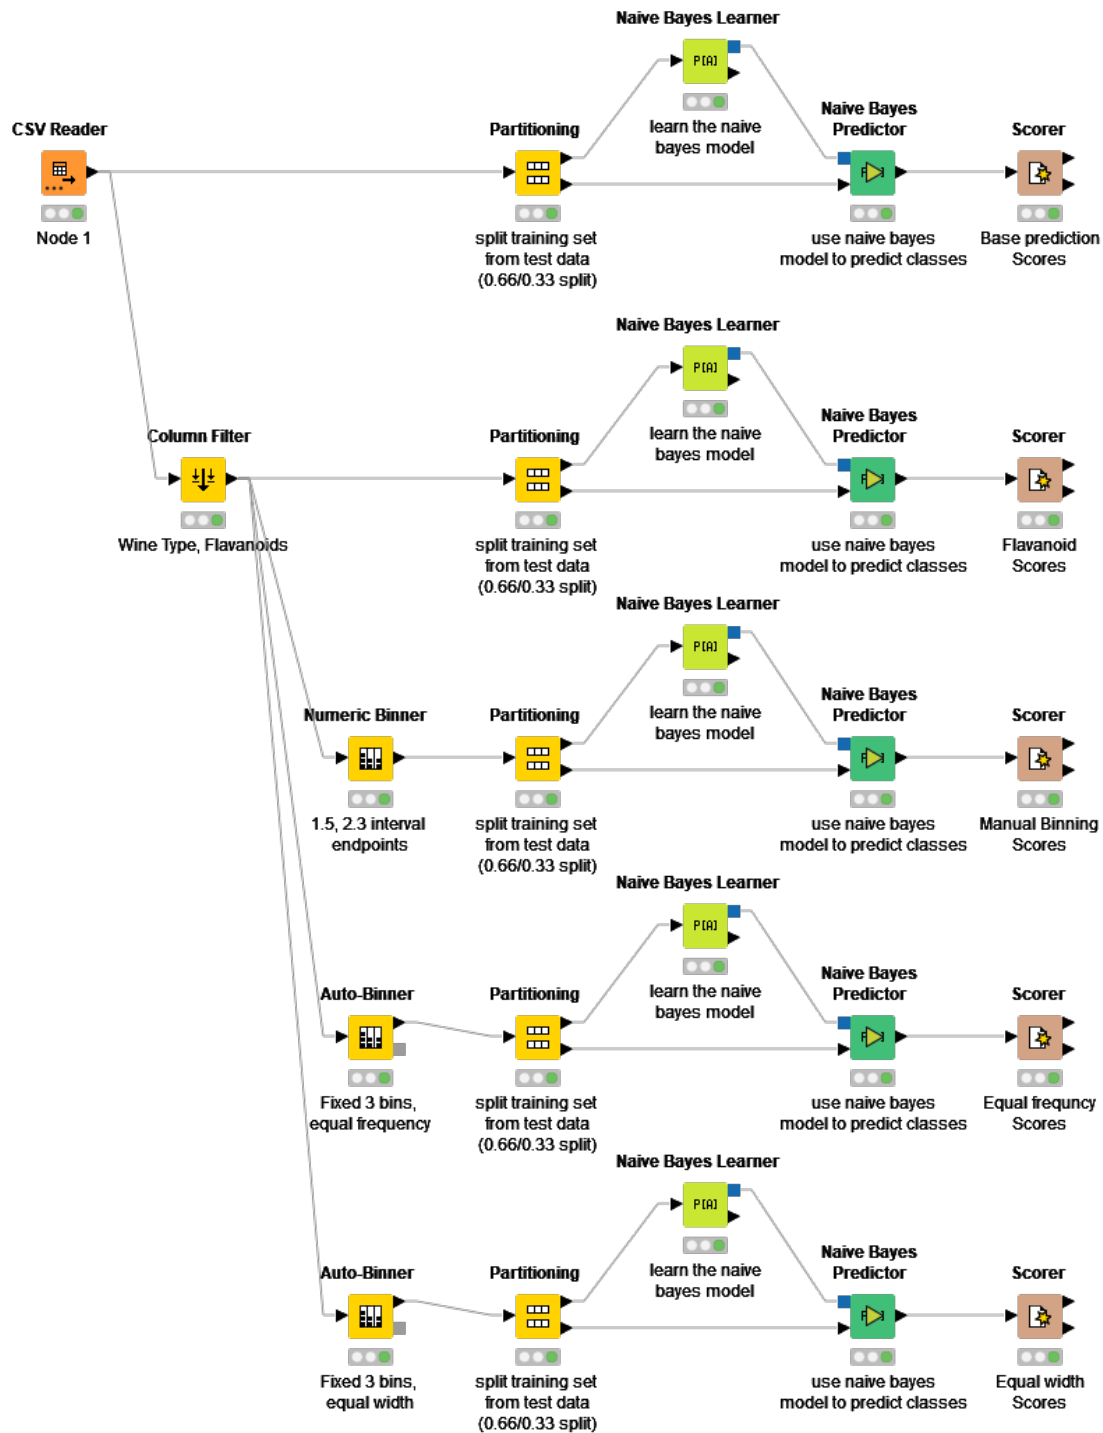 Naive Bayes Learner
P[A]
learn the naive
bayes model
CSV Reader
Node 1
Partitioning
split training set
from test data
(0.66/0.33 split)
Naive Bayes
Predictor
use naive bayes
model to predict classes
Scorer
Base prediction
Scores
Naive Bayes Learner
P[A]
learn the naive
bayes model
Column Filter
Wine Type, Flavanoids
Partitioning
split training set
from test data
(0.66/0.33 split)
Naive Bayes
Predictor
use naive bayes
model to predict classes
Scorer
Flavanoid
Scores
Naive Bayes Learner
P[A]
learn the naive
bayes model
Numeric Binner
1.5, 2.3 interval
endpoints
Partitioning
split training set
from test data
(0.66/0.33 split)
Naive Bayes
Predictor
use naive bayes
model to predict classes
Scorer
Manual Binning
Scores
Naive Bayes Learner
P[A]
learn the naive
bayes model
Auto-Binner
Fixed 3 bins,
equal frequency
Partitioning
split training set
from test data
(0.66/0.33 split)
Naive Bayes
Predictor
use naive bayes
model to predict classes
Scorer
Equal frequncy
Scores
Naive Bayes Learner
P[A]
learn the naive
bayes model
Auto-Binner
Fixed 3 bins,
equal width
Partitioning
split training set
from test data
(0.66/0.33 split)
Naive Bayes
Predictor
use naive bayes
model to predict classes
Scorer
Equal width
Scores